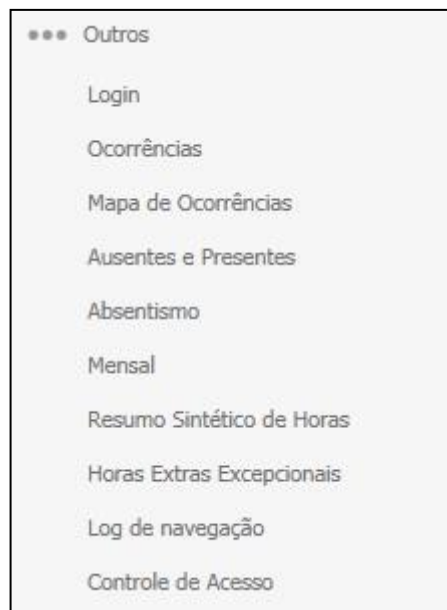 Outros
Login
Ocorrências
Mapa de Ocorrências
Ausentes e Presentes
Absentismo
Mensal
Resumo Sintético de Horas
Horas Extras Excepcionais
Log de navegação
Controle de Acesso